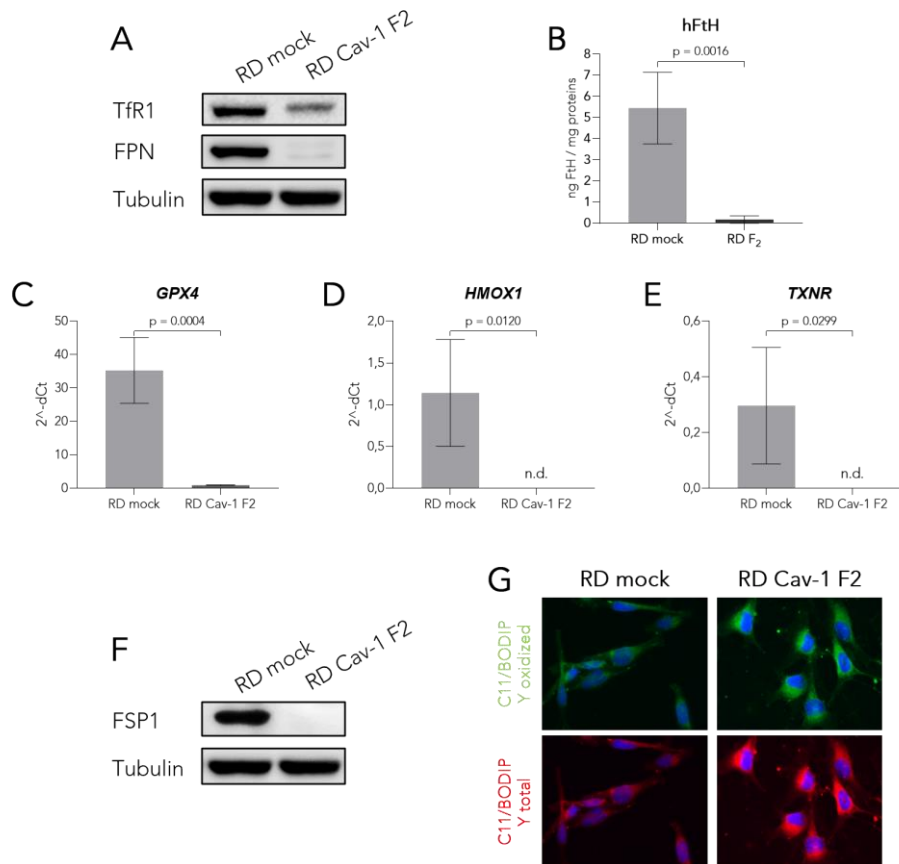 A
RD mock
RD Cav-1 F2
TfR1
FPN
Tubulin
B
hFtH
p = 0.0016
ng FtH / mg proteins
8
7
6
5
4
3
2
1
0
RD mock
RD F₂
C
GPX4
p = 0.0004
2^-dCt
50
40
30
20
10
0
RD mock
RD Cav-1 F2
D
HMOX1
p = 0.0120
2^-dCt
2,0
1,5
1,0
0,5
0,0
n.d.
RD mock
RD Cav-1 F2
E
TXNR
p = 0.0299
2^-dCt
0,6
0,4
0,2
0,0
n.d.
RD mock
RD Cav-1 F2
F
RD mock
RD Cav-1 F2
FSP1
Tubulin
G
RD mock
RD Cav-1 F2
C11/BODIP
Y oxidized
C11/BODIP
Y total